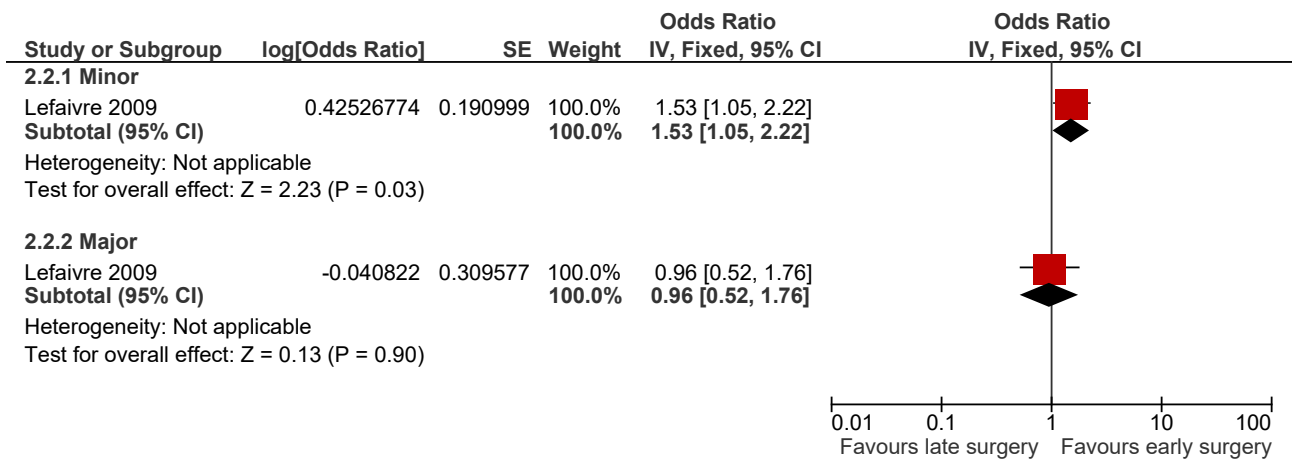 Odds Ratio Odds Ratio
Study or Subgroup log[Odds Ratio] SE Weight IV, Fixed, 95% CI IV, Fixed, 95% CI
2.2.1 Minor
Lefaivre 2009 0.42526774 0.190999 100.0% 1.53 [1.05, 2.22]
Subtotal (95% CI) 100.0% 1.53 [1.05, 2.22]
Heterogeneity: Not applicable
Test for overall effect: Z = 2.23 (P = 0.03)
2.2.2 Major
Lefaivre 2009 -0.040822 0.309577 100.0% 0.96 [0.52, 1.76]
Subtotal (95% CI) 100.0% 0.96 [0.52, 1.76]
Heterogeneity: Not applicable
Test for overall effect: Z = 0.13 (P = 0.90)
0.01 0.1 1 10 100
Favours late surgery Favours early surgery